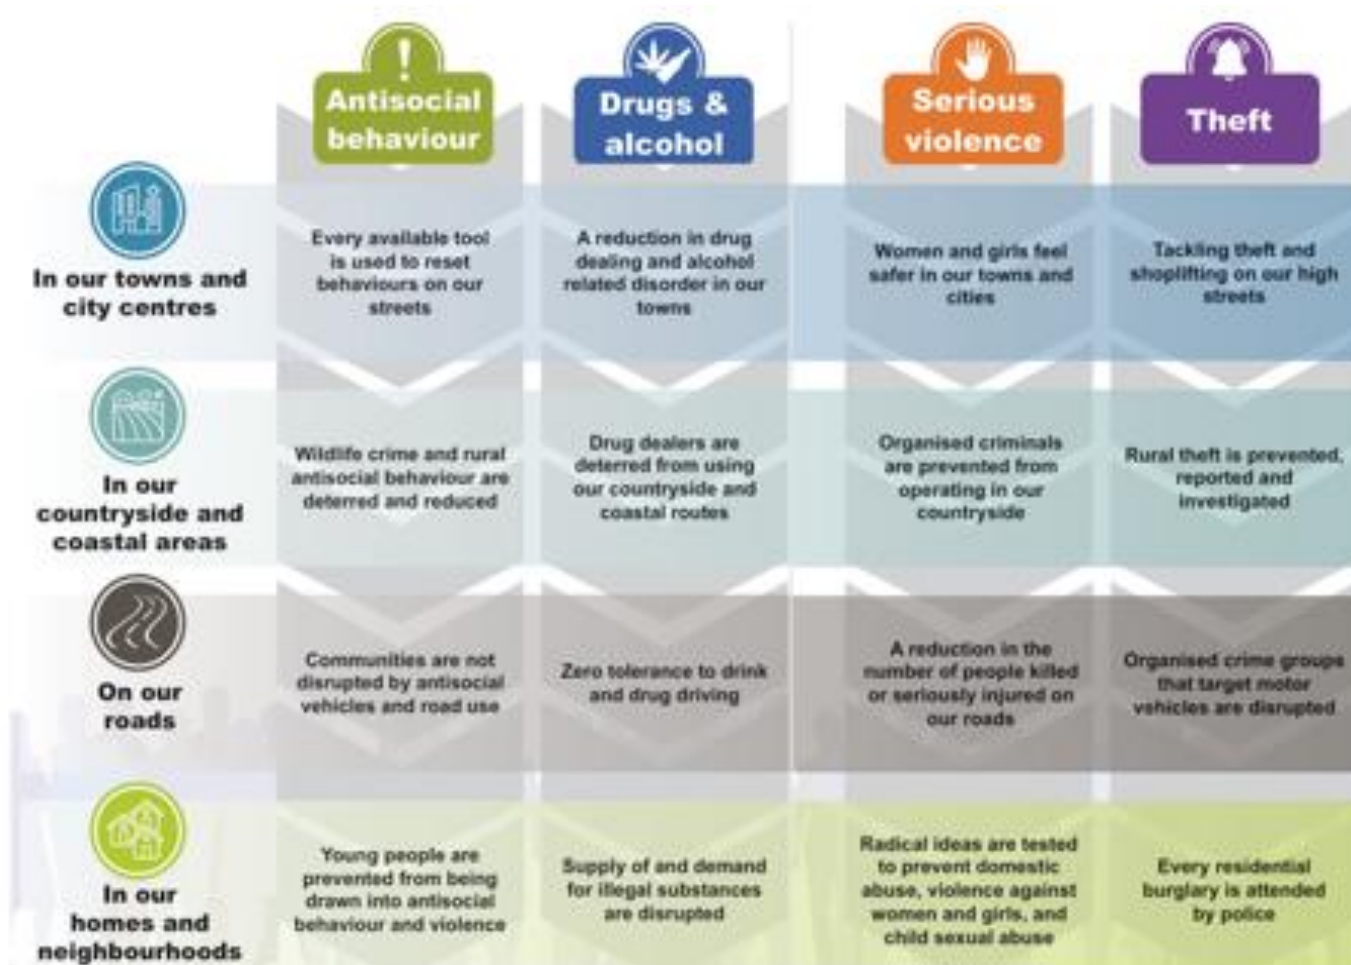 Antisocial
behaviour
Drugs &
alcohol
Serious
violence
Theft
In our towns and
city centres
Every available tool
is used to reset
behaviours on our
streets
A reduction in drug
dealing and alcohol
related disorder in our
towns
Women and girls feel
safer in our towns and
cities
Tackling theft and
shoplifting on our high
streets
In our
countryside and
coastal areas
Wildlife crime and rural
antisocial behaviour are
deterred and reduced
Drug dealers are
deterred from using
our countryside and
coastal routes
Organised criminals
are prevented from
operating in our
countryside
Rural theft is prevented,
reported and
investigated
On our
roads
Communities are not
disrupted by antisocial
vehicles and road use
Zero tolerance to drink
and drug driving
A reduction in the
number of people killed
or seriously injured on
our roads
Organised crime groups
that target motor
vehicles are disrupted
In our
homes and
neighbourhoods
Young people are
prevented from being
drawn into antisocial
behaviour and violence
Supply of and demand
for illegal substances
are disrupted
Radical ideas are tested
to prevent domestic
abuse, violence against
women and girls, and
child sexual abuse
Every residential
burglary is attended
by police